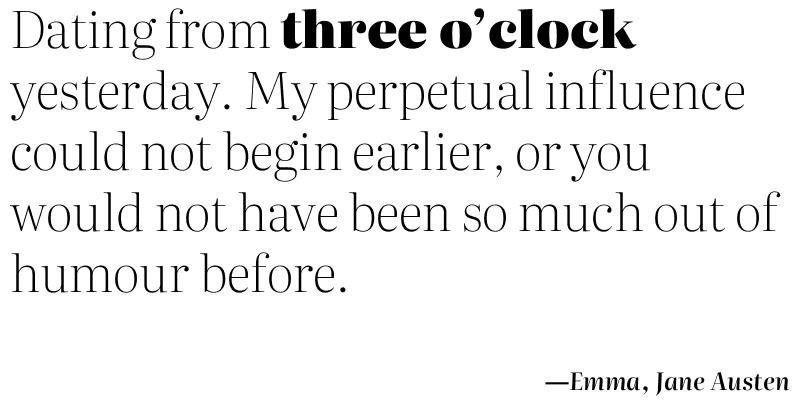 Dating from three o’clock
yesterday. My perpetual influence
could not begin earlier, or you
would not have been so much out of
humour before.
—Emma, Jane Austen